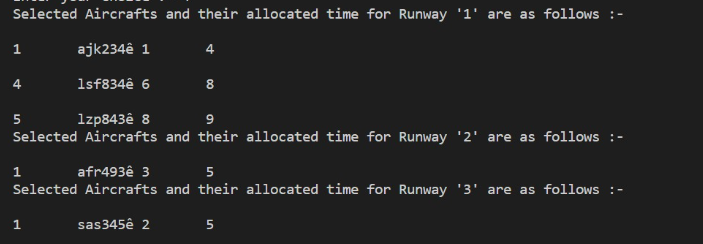 Selected Aircrafts and their allocated time for Runway '1' are as follows :-
1 ajk234ê 1 4
4 lsf834ê 6 8
5 lzp843ê 8 9
Selected Aircrafts and their allocated time for Runway '2' are as follows :-
1 afr493ê 3 5
Selected Aircrafts and their allocated time for Runway '3' are as follows :-
1 sas345ê 2 5